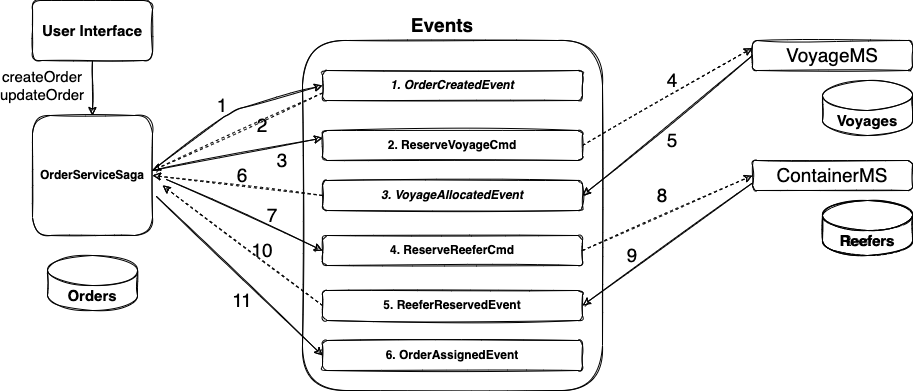 Events
User Interface
createOrder
updateOrder
OrderServiceSaga
Orders
1. OrderCreatedEvent
2. ReserveVoyageCmd
3. VoyageAllocatedEvent
4. ReserveReeferCmd
5. ReeferReservedEvent
6. OrderAssignedEvent
1
2
3
6
7
10
11
4
5
8
9
VoyageMS
Voyages
ContainerMS
Reefers